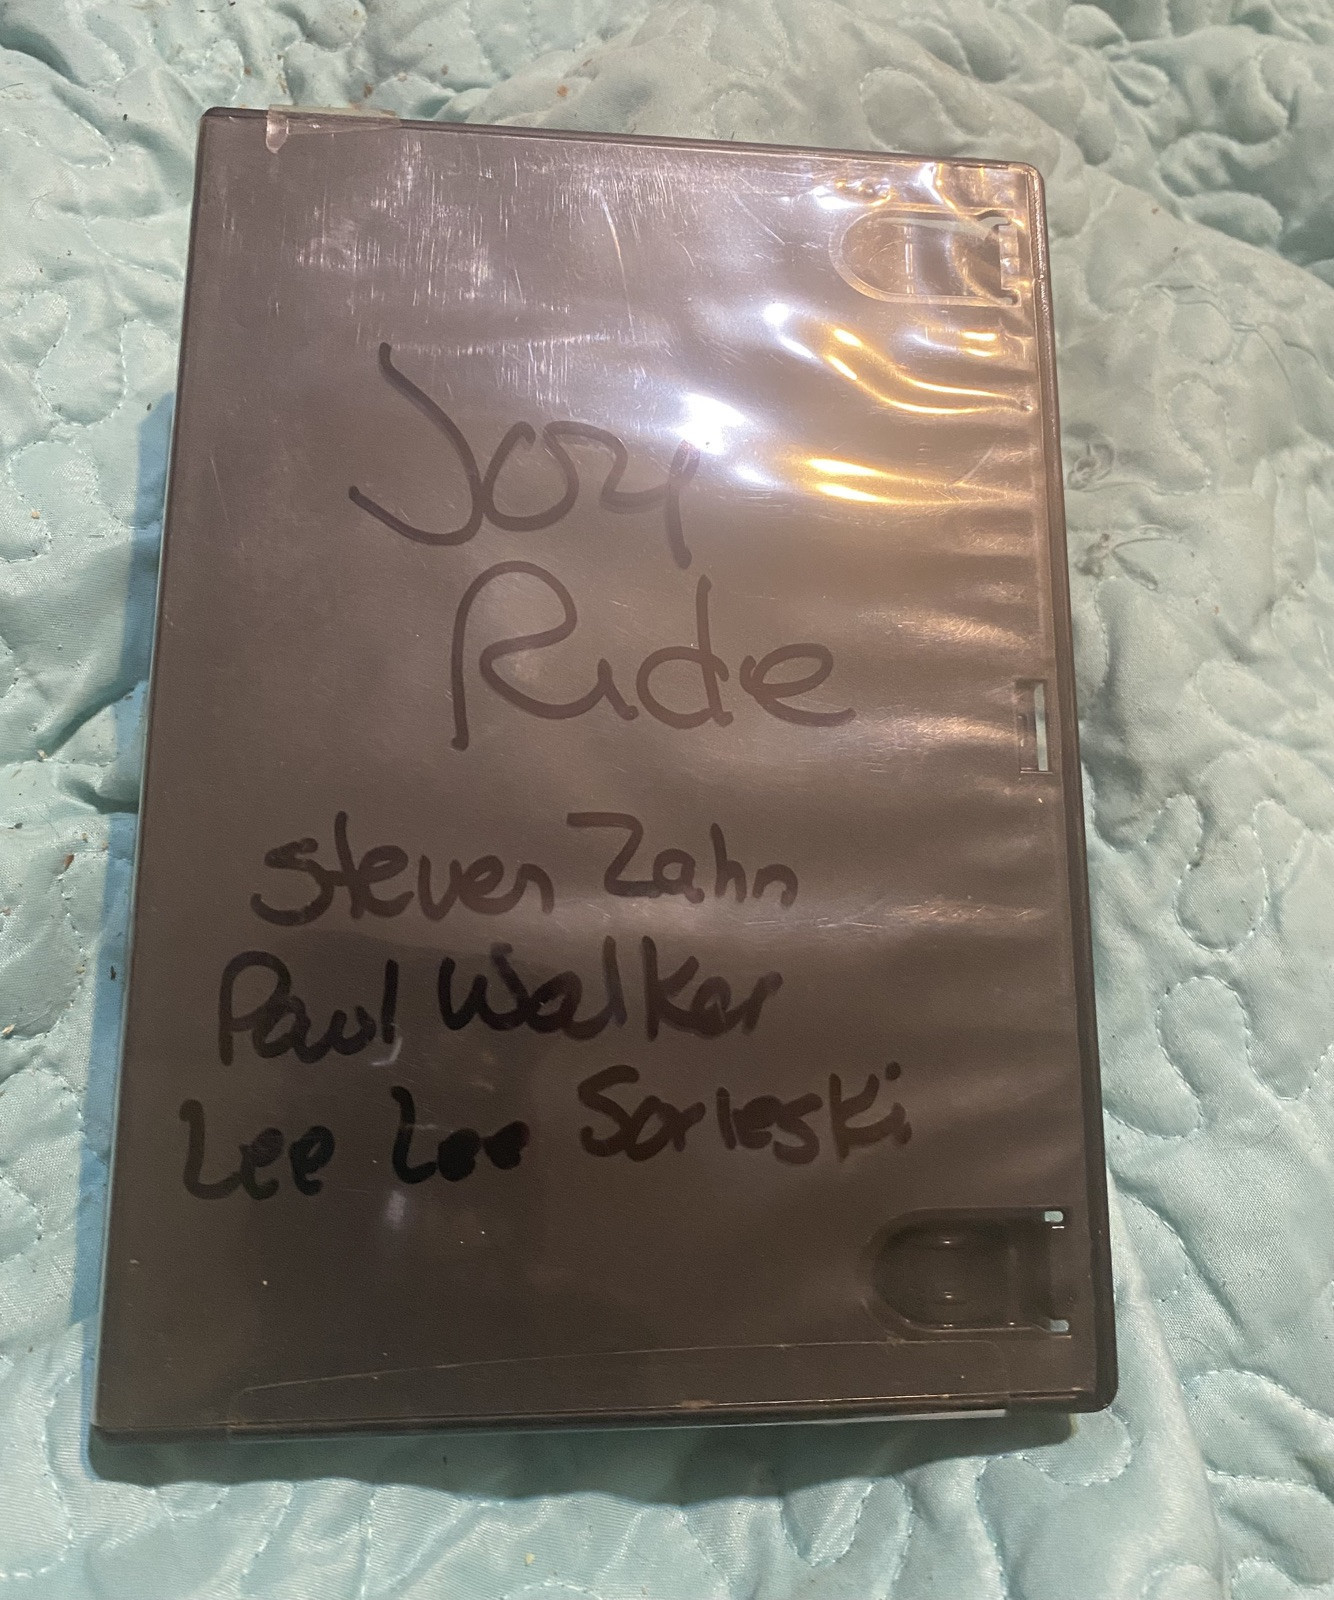 Joy
Ride
Steven Zahn
Paul Walker
Lee Lee Sorleski